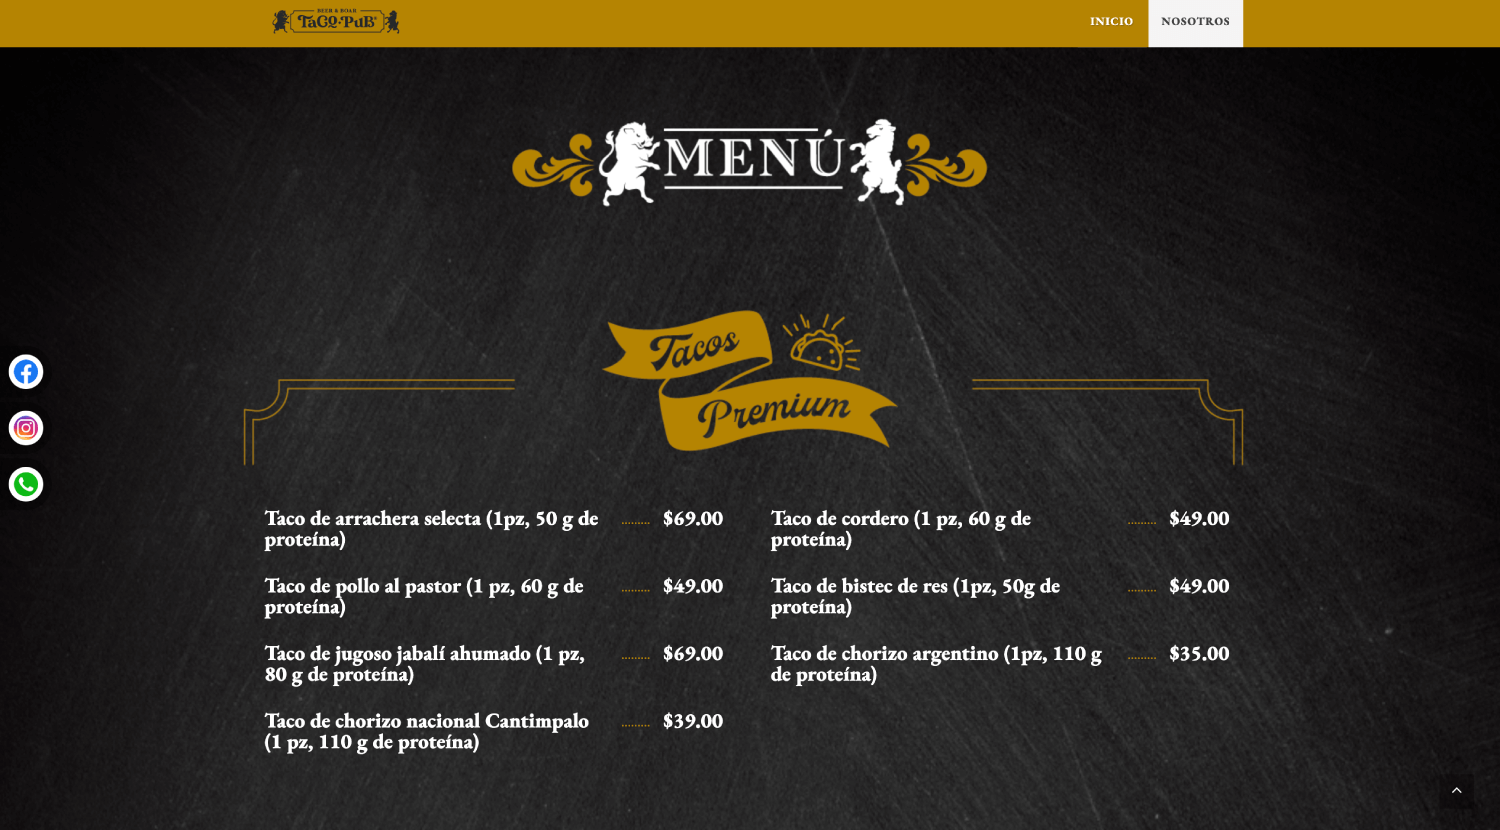 BEER & BOAR
TACO·PUB
INICIO
NOSOTROS
MENÚ
Tacos
Premium
Taco de arrachera selecta (1pz, 50 g de
proteína)
......... $69.00
Taco de pollo al pastor (1 pz, 60 g de
proteína)
......... $49.00
Taco de jugoso jabalí ahumado (1 pz,
80 g de proteína)
......... $69.00
Taco de chorizo nacional Cantimpalo
(1 pz, 110 g de proteína)
......... $39.00
Taco de cordero (1 pz, 60 g de
proteína)
......... $49.00
Taco de bistec de res (1pz, 50g de
proteína)
......... $49.00
Taco de chorizo argentino (1pz, 110 g
de proteína)
......... $35.00